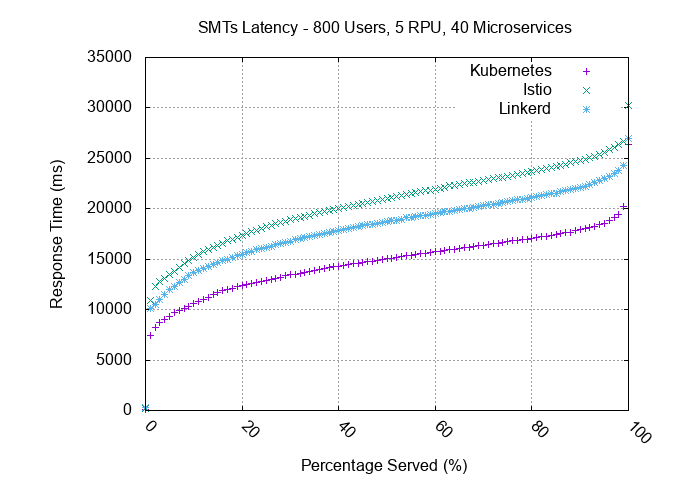 SMTs Latency - 800 Users, 5 RPU, 40 Microservices
35000
30000
25000
20000
15000
10000
5000
0
Response Time (ms)
Kubernetes
Istio
Linkerd
0
20
40
60
80
100
Percentage Served (%)